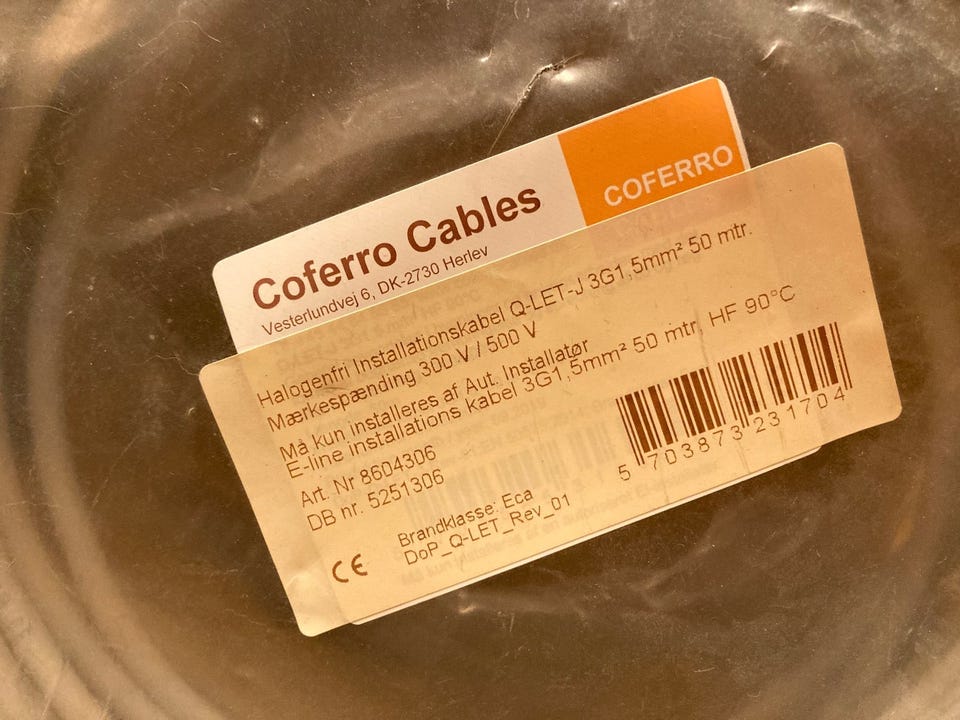 COFERRO
Coferro Cables
Vesterlundvej 6, DK-2730 Herlev
Halogenfri Installationskabel Q-LET-J 3G1,5mm² 50 mtr.
Mærkespænding 300 V / 500 V
Må kun installeres af Aut. Installatør
E-line installations kabel 3G1,5mm² 50 mtr, HF 90°C
Art. Nr 8604306
DB nr. 5251306
5 703873 231704
Brandklasse: Eca
DoP_Q-LET_Rev_01
CE